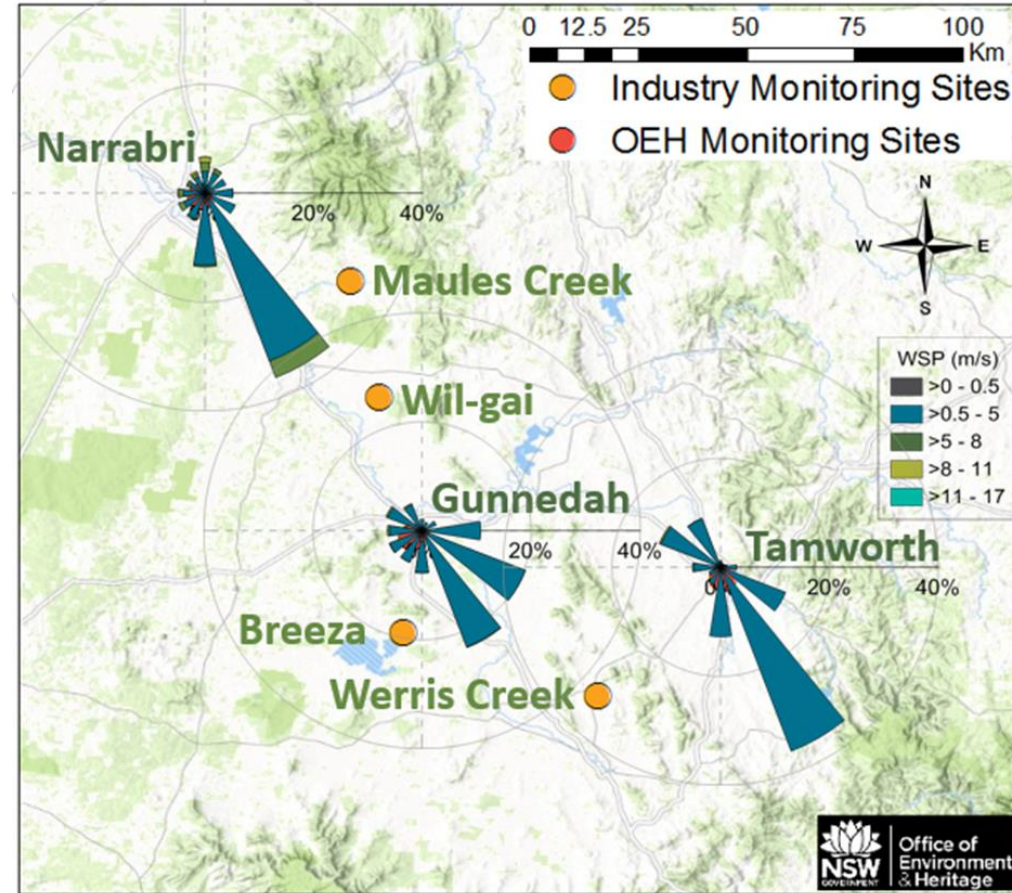 0 12.5 25 50 75 100
Km
Industry Monitoring Sites
OEH Monitoring Sites
Narrabri
20% 40%
N
W E
S
Maules Creek
WSP (m/s)
>0 - 0.5
>0.5 - 5
>5 - 8
>8 - 11
>11 - 17
Wil-gai
Gunnedah
20% 40%
Tamworth
20% 40%
Breeza
Werris Creek
NSW
GOVERNMENT
Office of
Environment
& Heritage